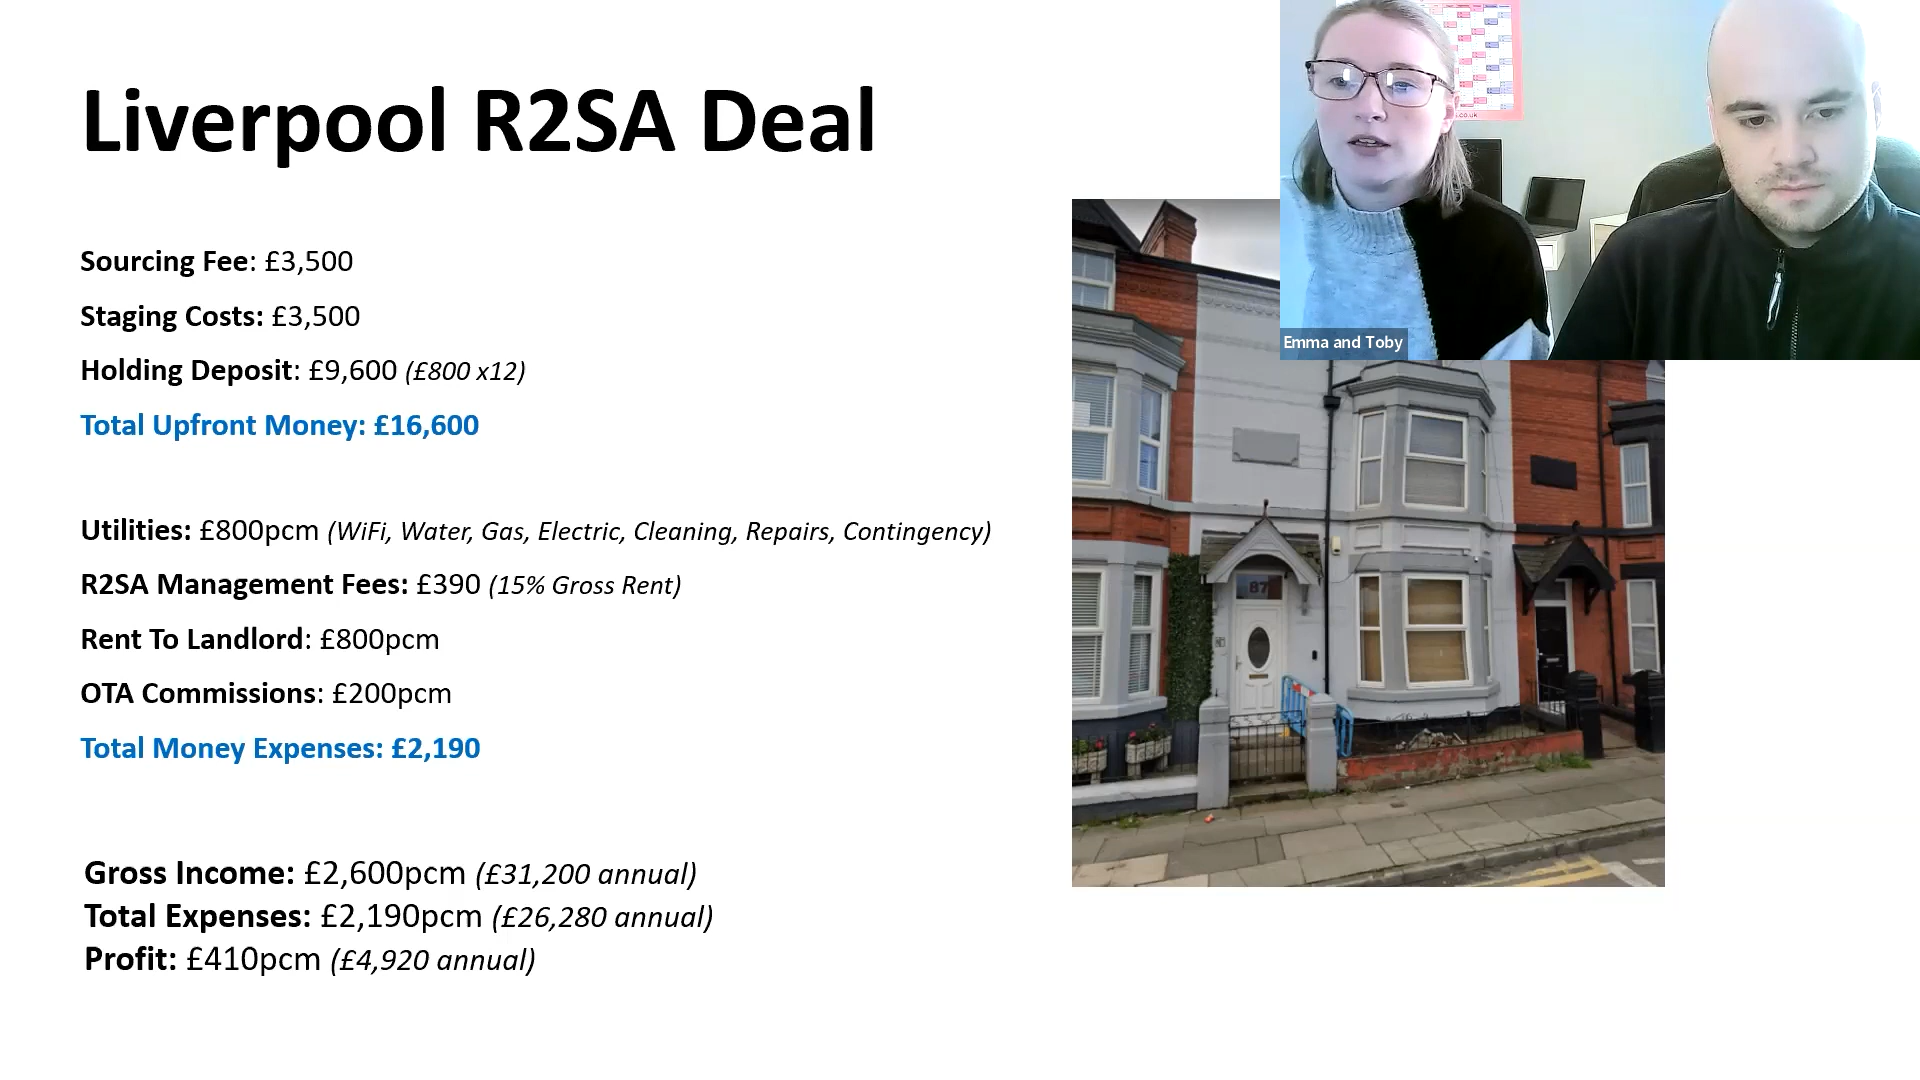 Liverpool R2SA Deal
Sourcing Fee: £3,500
Staging Costs: £3,500
Holding Deposit: £9,600 (£800 x12)
Total Upfront Money: £16,600
Utilities: £800pcm (WiFi, Water, Gas, Electric, Cleaning, Repairs, Contingency)
R2SA Management Fees: £390 (15% Gross Rent)
Rent To Landlord: £800pcm
OTA Commissions: £200pcm
Total Money Expenses: £2,190
Gross Income: £2,600pcm (£31,200 annual)
Total Expenses: £2,190pcm (£26,280 annual)
Profit: £410pcm (£4,920 annual)
Emma and Toby
87